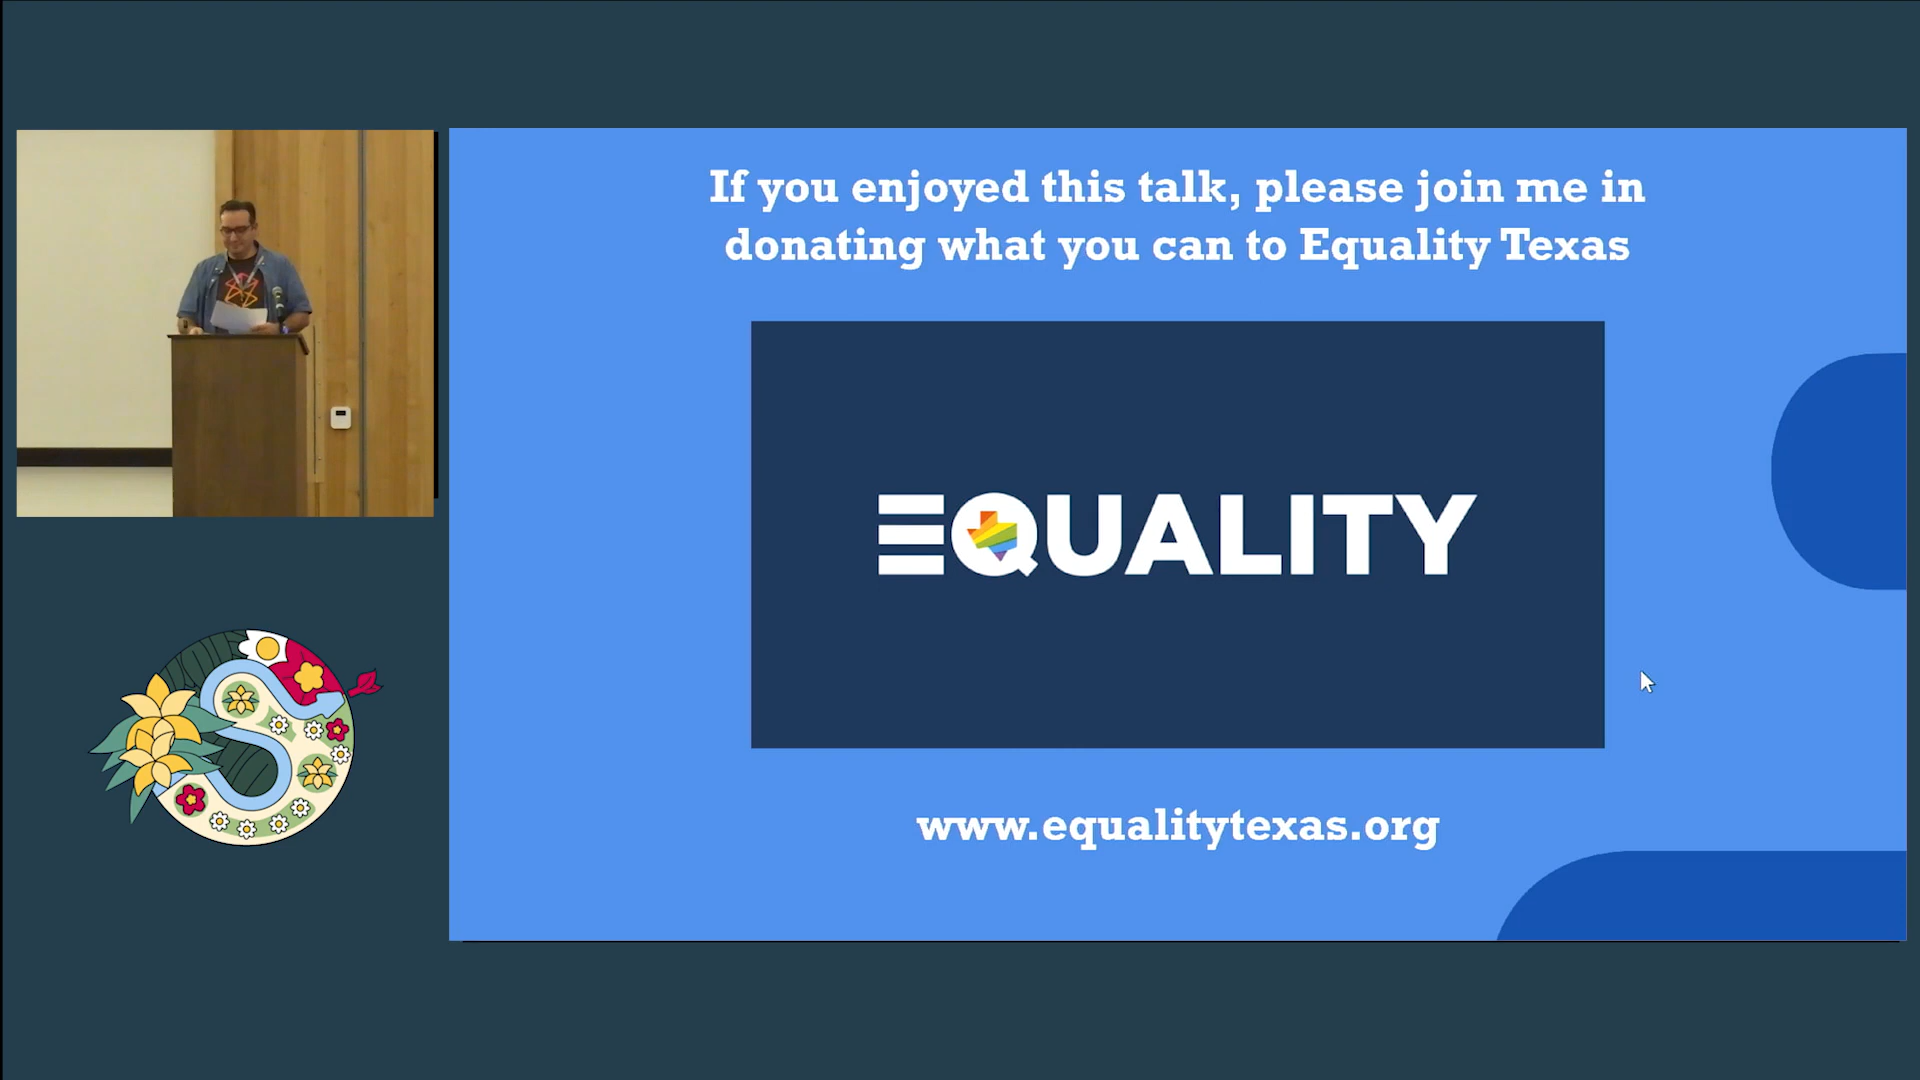 If you enjoyed this talk, please join me in
donating what you can to Equality Texas
EQUALITY
www.equalitytexas.org